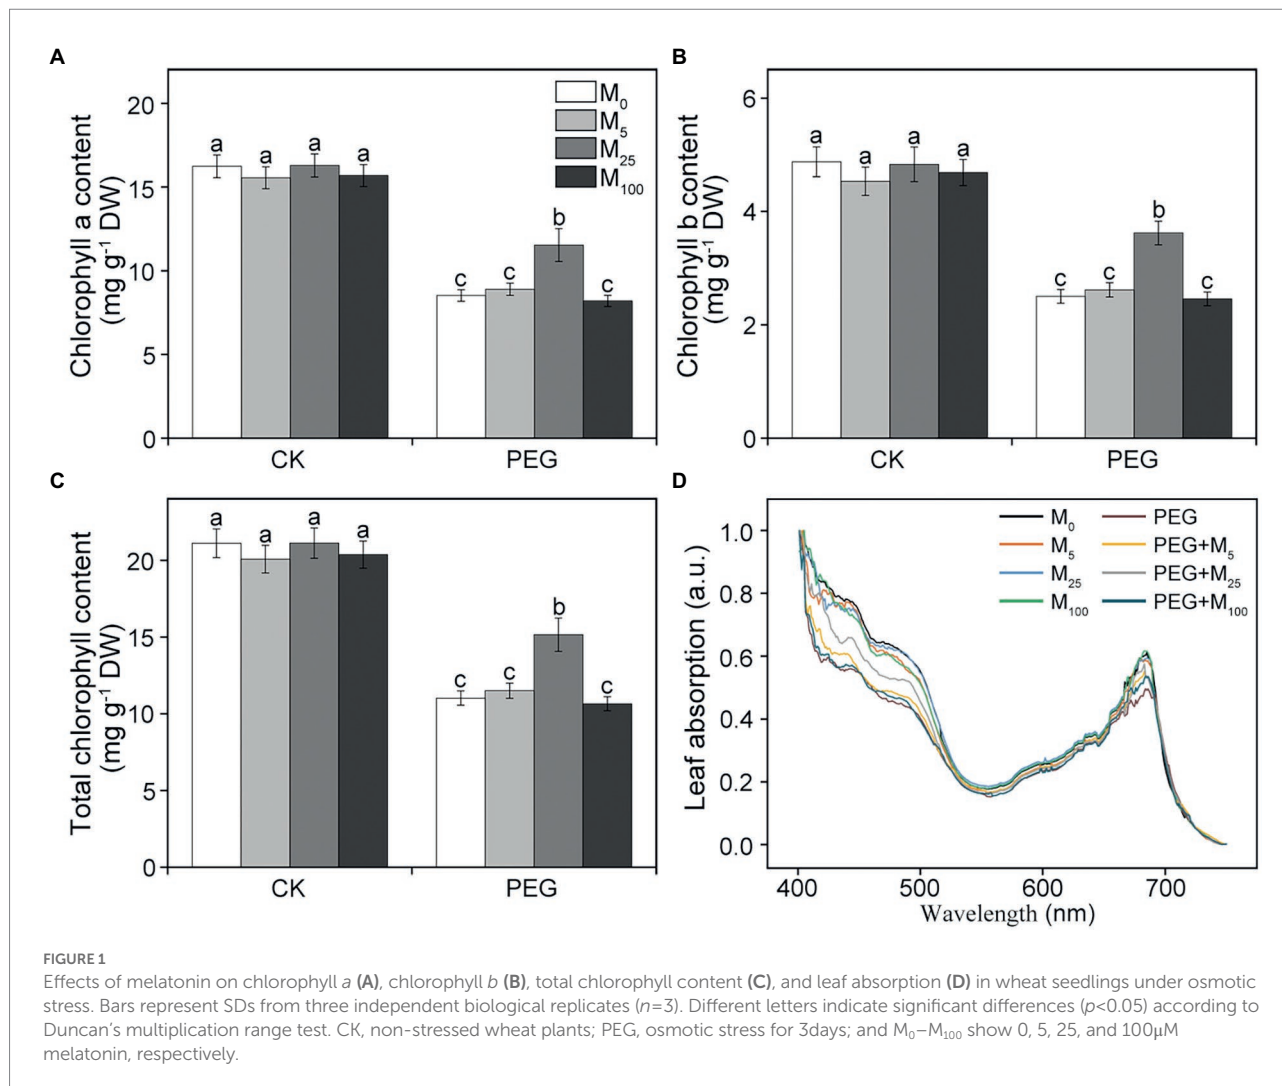 A
Chlorophyll a content
(mg g⁻¹ DW)
20
15
10
5
0
M₀
M₅
M₂₅
M₁₀₀
a a a a
c c b c
CK PEG
B
Chlorophyll b content
(mg g⁻¹ DW)
6
4
2
0
a a a a
c c b c
CK PEG
C
Total chlorophyll content
(mg g⁻¹ DW)
20
15
10
5
0
a a a a
c c b c
CK PEG
D
Leaf absorption (a.u.)
1.0
0.8
0.6
0.4
0.2
0.0
M₀ PEG
M₅ PEG+M₅
M₂₅ PEG+M₂₅
M₁₀₀ PEG+M₁₀₀
400 500 600 700
Wavelength (nm)
FIGURE 1
Effects of melatonin on chlorophyll a (A), chlorophyll b (B), total chlorophyll content (C), and leaf absorption (D) in wheat seedlings under osmotic
stress. Bars represent SDs from three independent biological replicates (n=3). Different letters indicate significant differences (p<0.05) according to
Duncan's multiplication range test. CK, non-stressed wheat plants; PEG, osmotic stress for 3days; and M₀–M₁₀₀ show 0, 5, 25, and 100μM
melatonin, respectively.